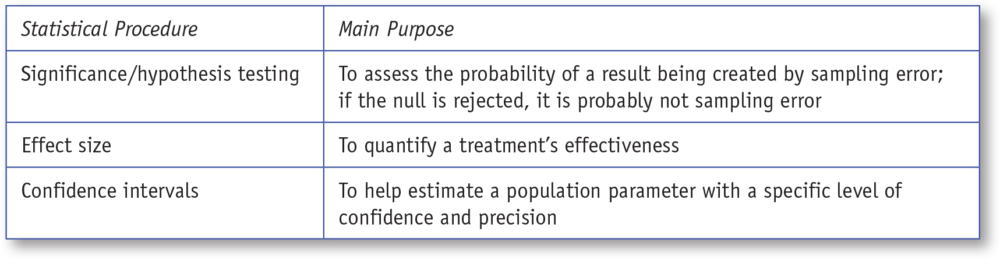 Statistical Procedure
Main Purpose
Significance/hypothesis testing
To assess the probability of a result being created by sampling error;
if the null is rejected, it is probably not sampling error
Effect size
To quantify a treatment’s effectiveness
Confidence intervals
To help estimate a population parameter with a specific level of
confidence and precision